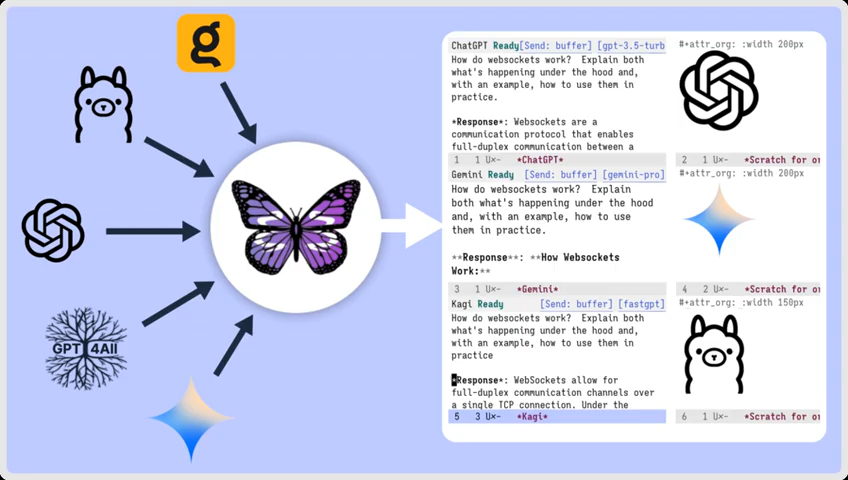 g
GPT 4All
ChatGPT Ready[Send: buffer] [gpt-3.5-turb
How do websockets work?  Explain both
what's happening under the hood and,
with an example, how to use them in
practice.
*Response*: Websockets are a
communication protocol that enables
full-duplex communication between a
1  1 U×-  *ChatGPT*
#+attr_org: :width 200px
2  1 U×-  *Scratch for or
Gemini Ready [Send: buffer] [gemini-pro]
How do websockets work?  Explain
both what's happening under the hood
and, with an example, how to use
them in practice.
**Response**: **How Websockets
Work:**
3  1 U×-  *Gemini*
#+attr_org: :width 200px
4  2 U×-  *Scratch for or
Kagi Ready [Send: buffer] [fastgpt]
How do websockets work?  Explain both
what's happening under the hood and,
with an example, how to use them in
practice
*Response*: WebSockets allow for
full-duplex communication channels over
a single TCP connection. Under the
5  3 U×-  *Kagi*
#+attr_org: :width 150px
6  1 U×-  *Scratch for or